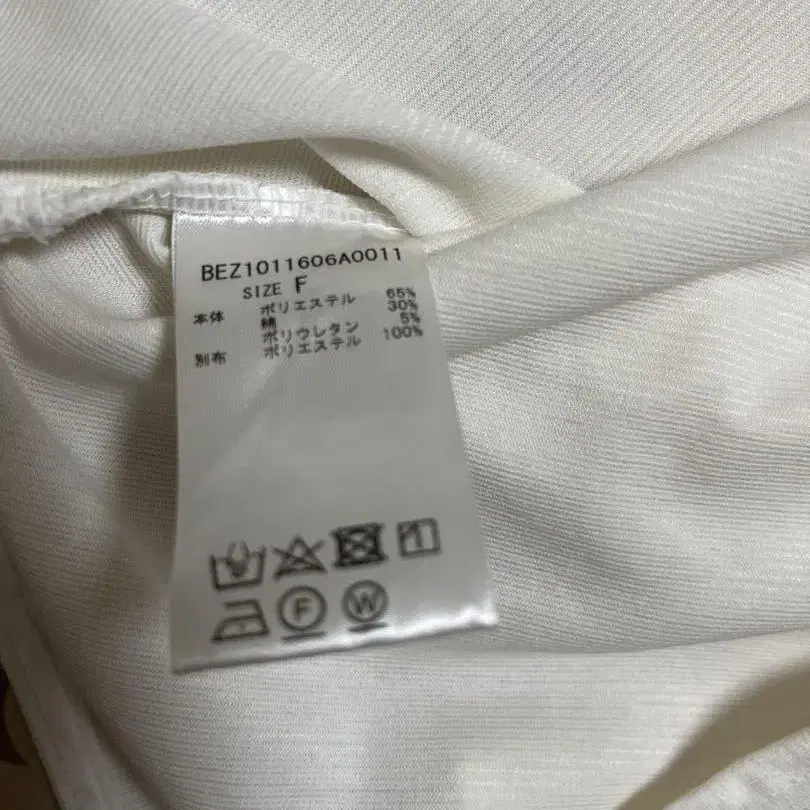 BEZ1011606A0011
SIZE F
本体 ポリエステル 65%
綿 30%
ポリウレタン 5%
別布 ポリエステル 100%
F W